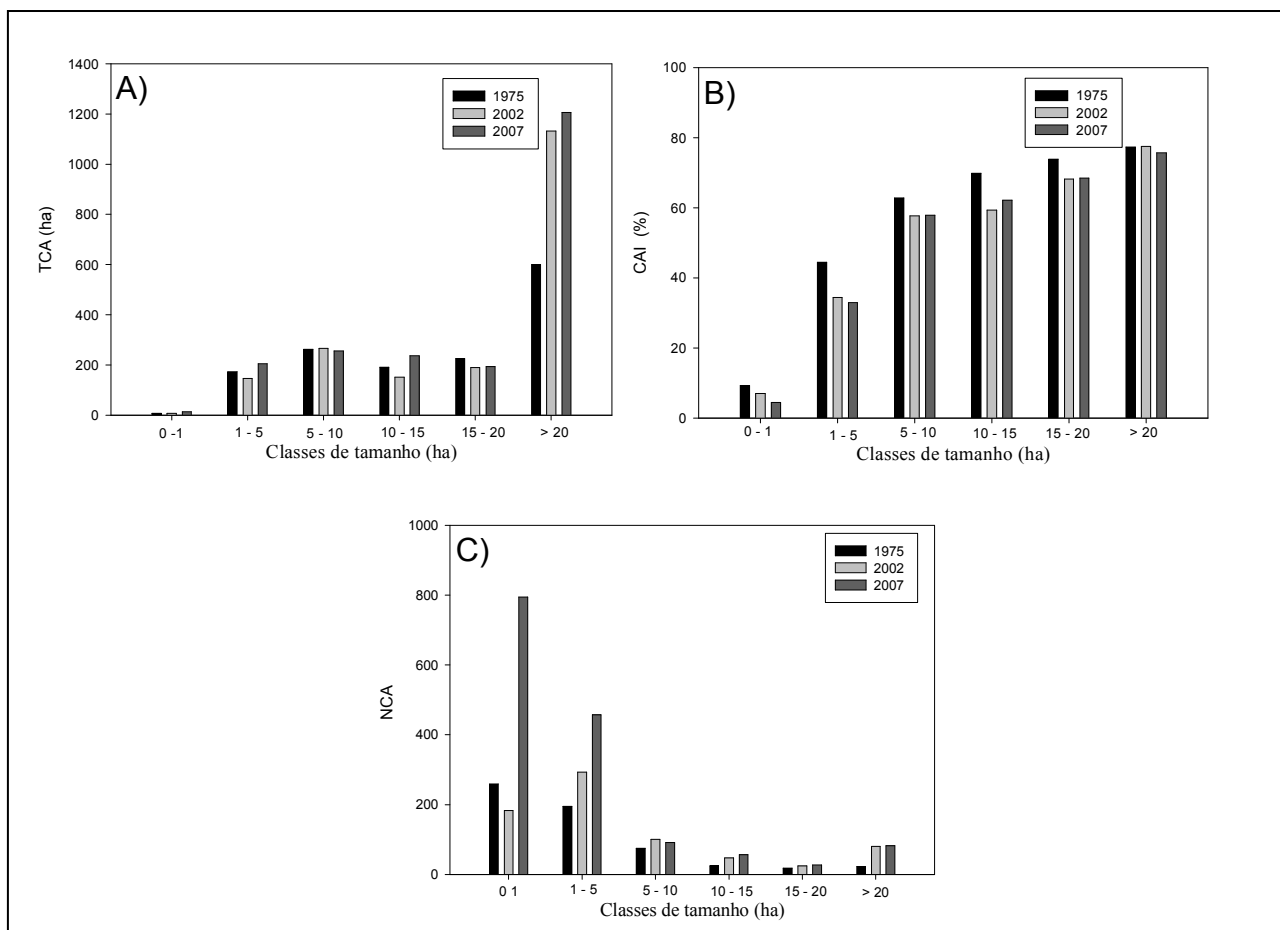 A)
1975
2002
2007
TCA (ha)
1400
1200
1000
800
600
400
200
0
0 -1
1 - 5
5 - 10
10 - 15
15 - 20
> 20
Classes de tamanho (ha)
B)
1975
2002
2007
CAI (%)
100
80
60
40
20
0
0 - 1
1 - 5
5 - 10
10 - 15
15 - 20
> 20
Classes de tamanho (ha)
C)
1975
2002
2007
NCA
1000
800
600
400
200
0
0 1
1 - 5
5 - 10
10 - 15
15 - 20
> 20
Classes de tamanho (ha)